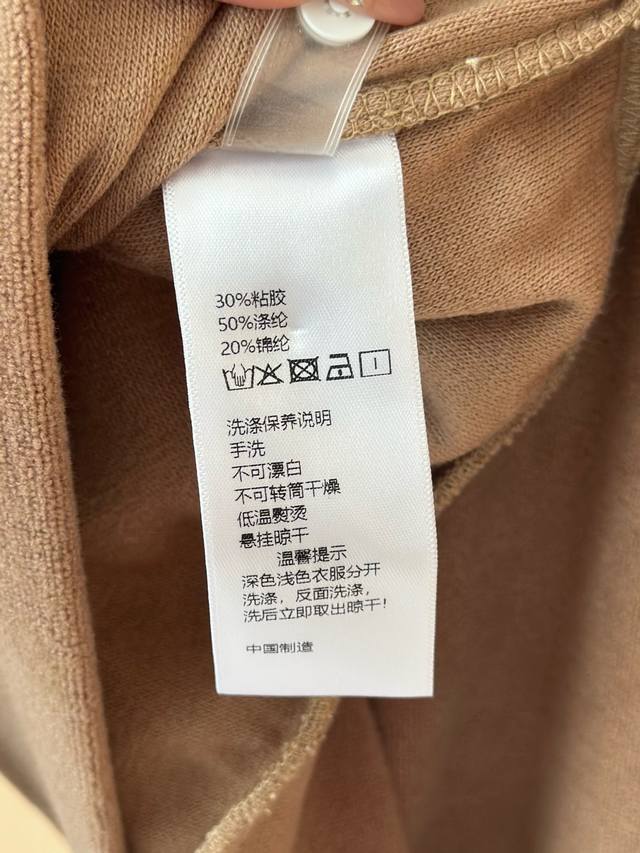 30%粘胶
50%涤纶
20%锦纶
洗涤保养说明
手洗
不可漂白
不可转筒干燥
低温熨烫
悬挂晾干
温馨提示
深色浅色衣服分开
洗涤，反面洗涤，
洗后立即取出晾干！
中国制造